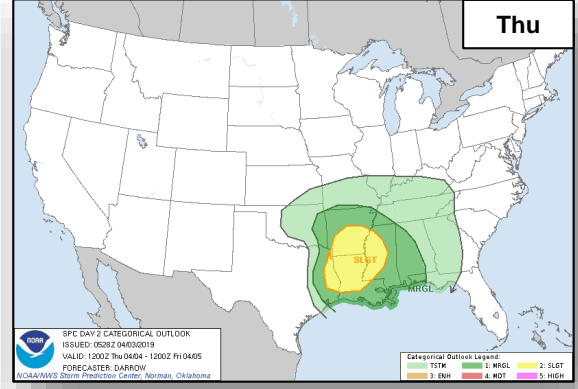 Thu
SLGT
MRGL
NOAA
SPC DAY 2 CATEGORICAL OUTLOOK
ISSUED: 0528Z 04/03/2019
VALID: 1200Z Thu 04/04 - 1200Z Fri 04/05
FORECASTER: DARROW
NOAA/NWS Storm Prediction Center, Norman, Oklahoma
Categorical Outlook Legend:
TSTM 1: MRGL 2: SLGT
3: ENH 4: MDT 5: HIGH